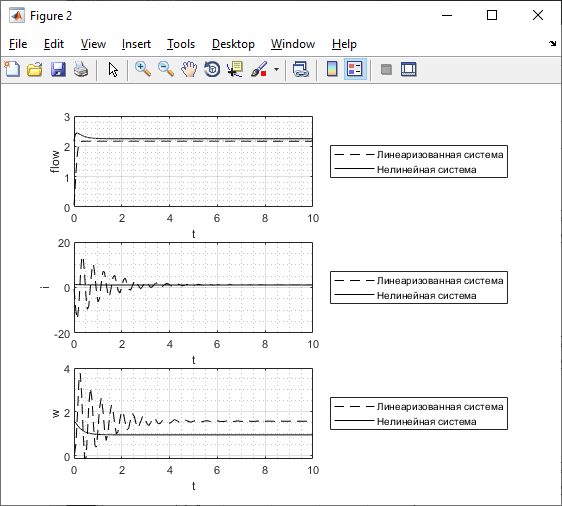 Figure 2
File Edit View Insert Tools Desktop Window Help
3
2
1
0
flow
0 2 4 6 8 10
t
Линеаризованная система
Нелинейная система
20
0
-20
i
0 2 4 6 8 10
t
Линеаризованная система
Нелинейная система
4
2
0
w
0 2 4 6 8 10
t
Линеаризованная система
Нелинейная система